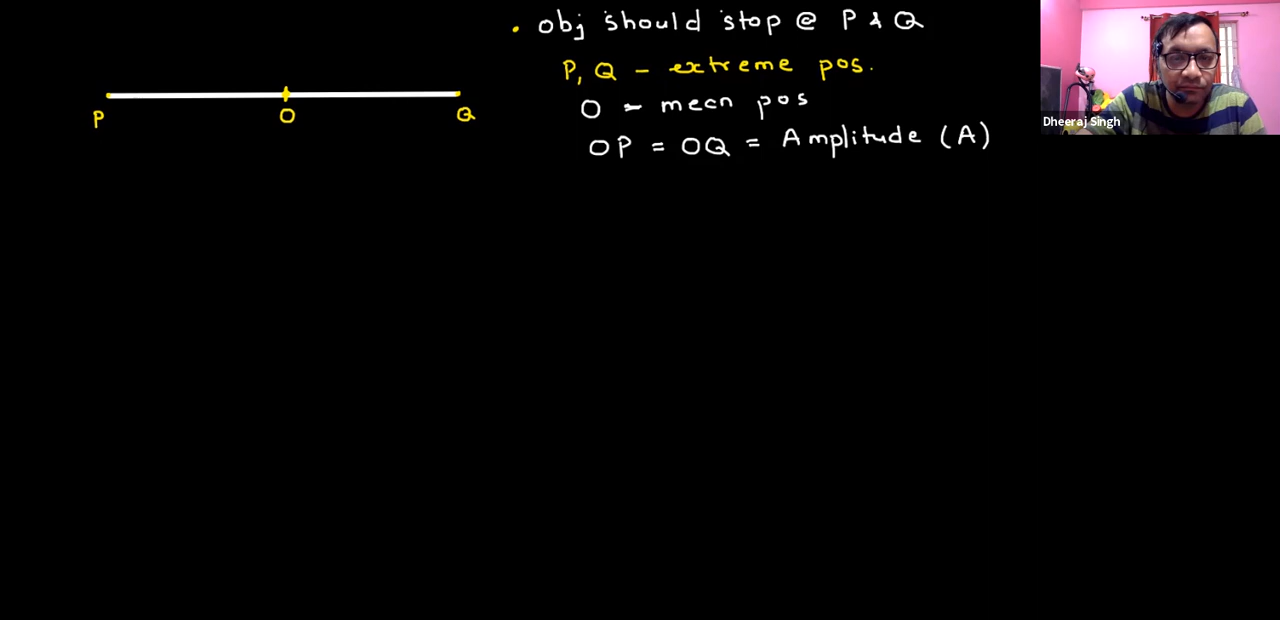 • obj should stop @ P & Q
P, Q - extreme pos.
O - mean pos
OP = OQ = Amplitude (A)
P O Q
Dheeraj Singh